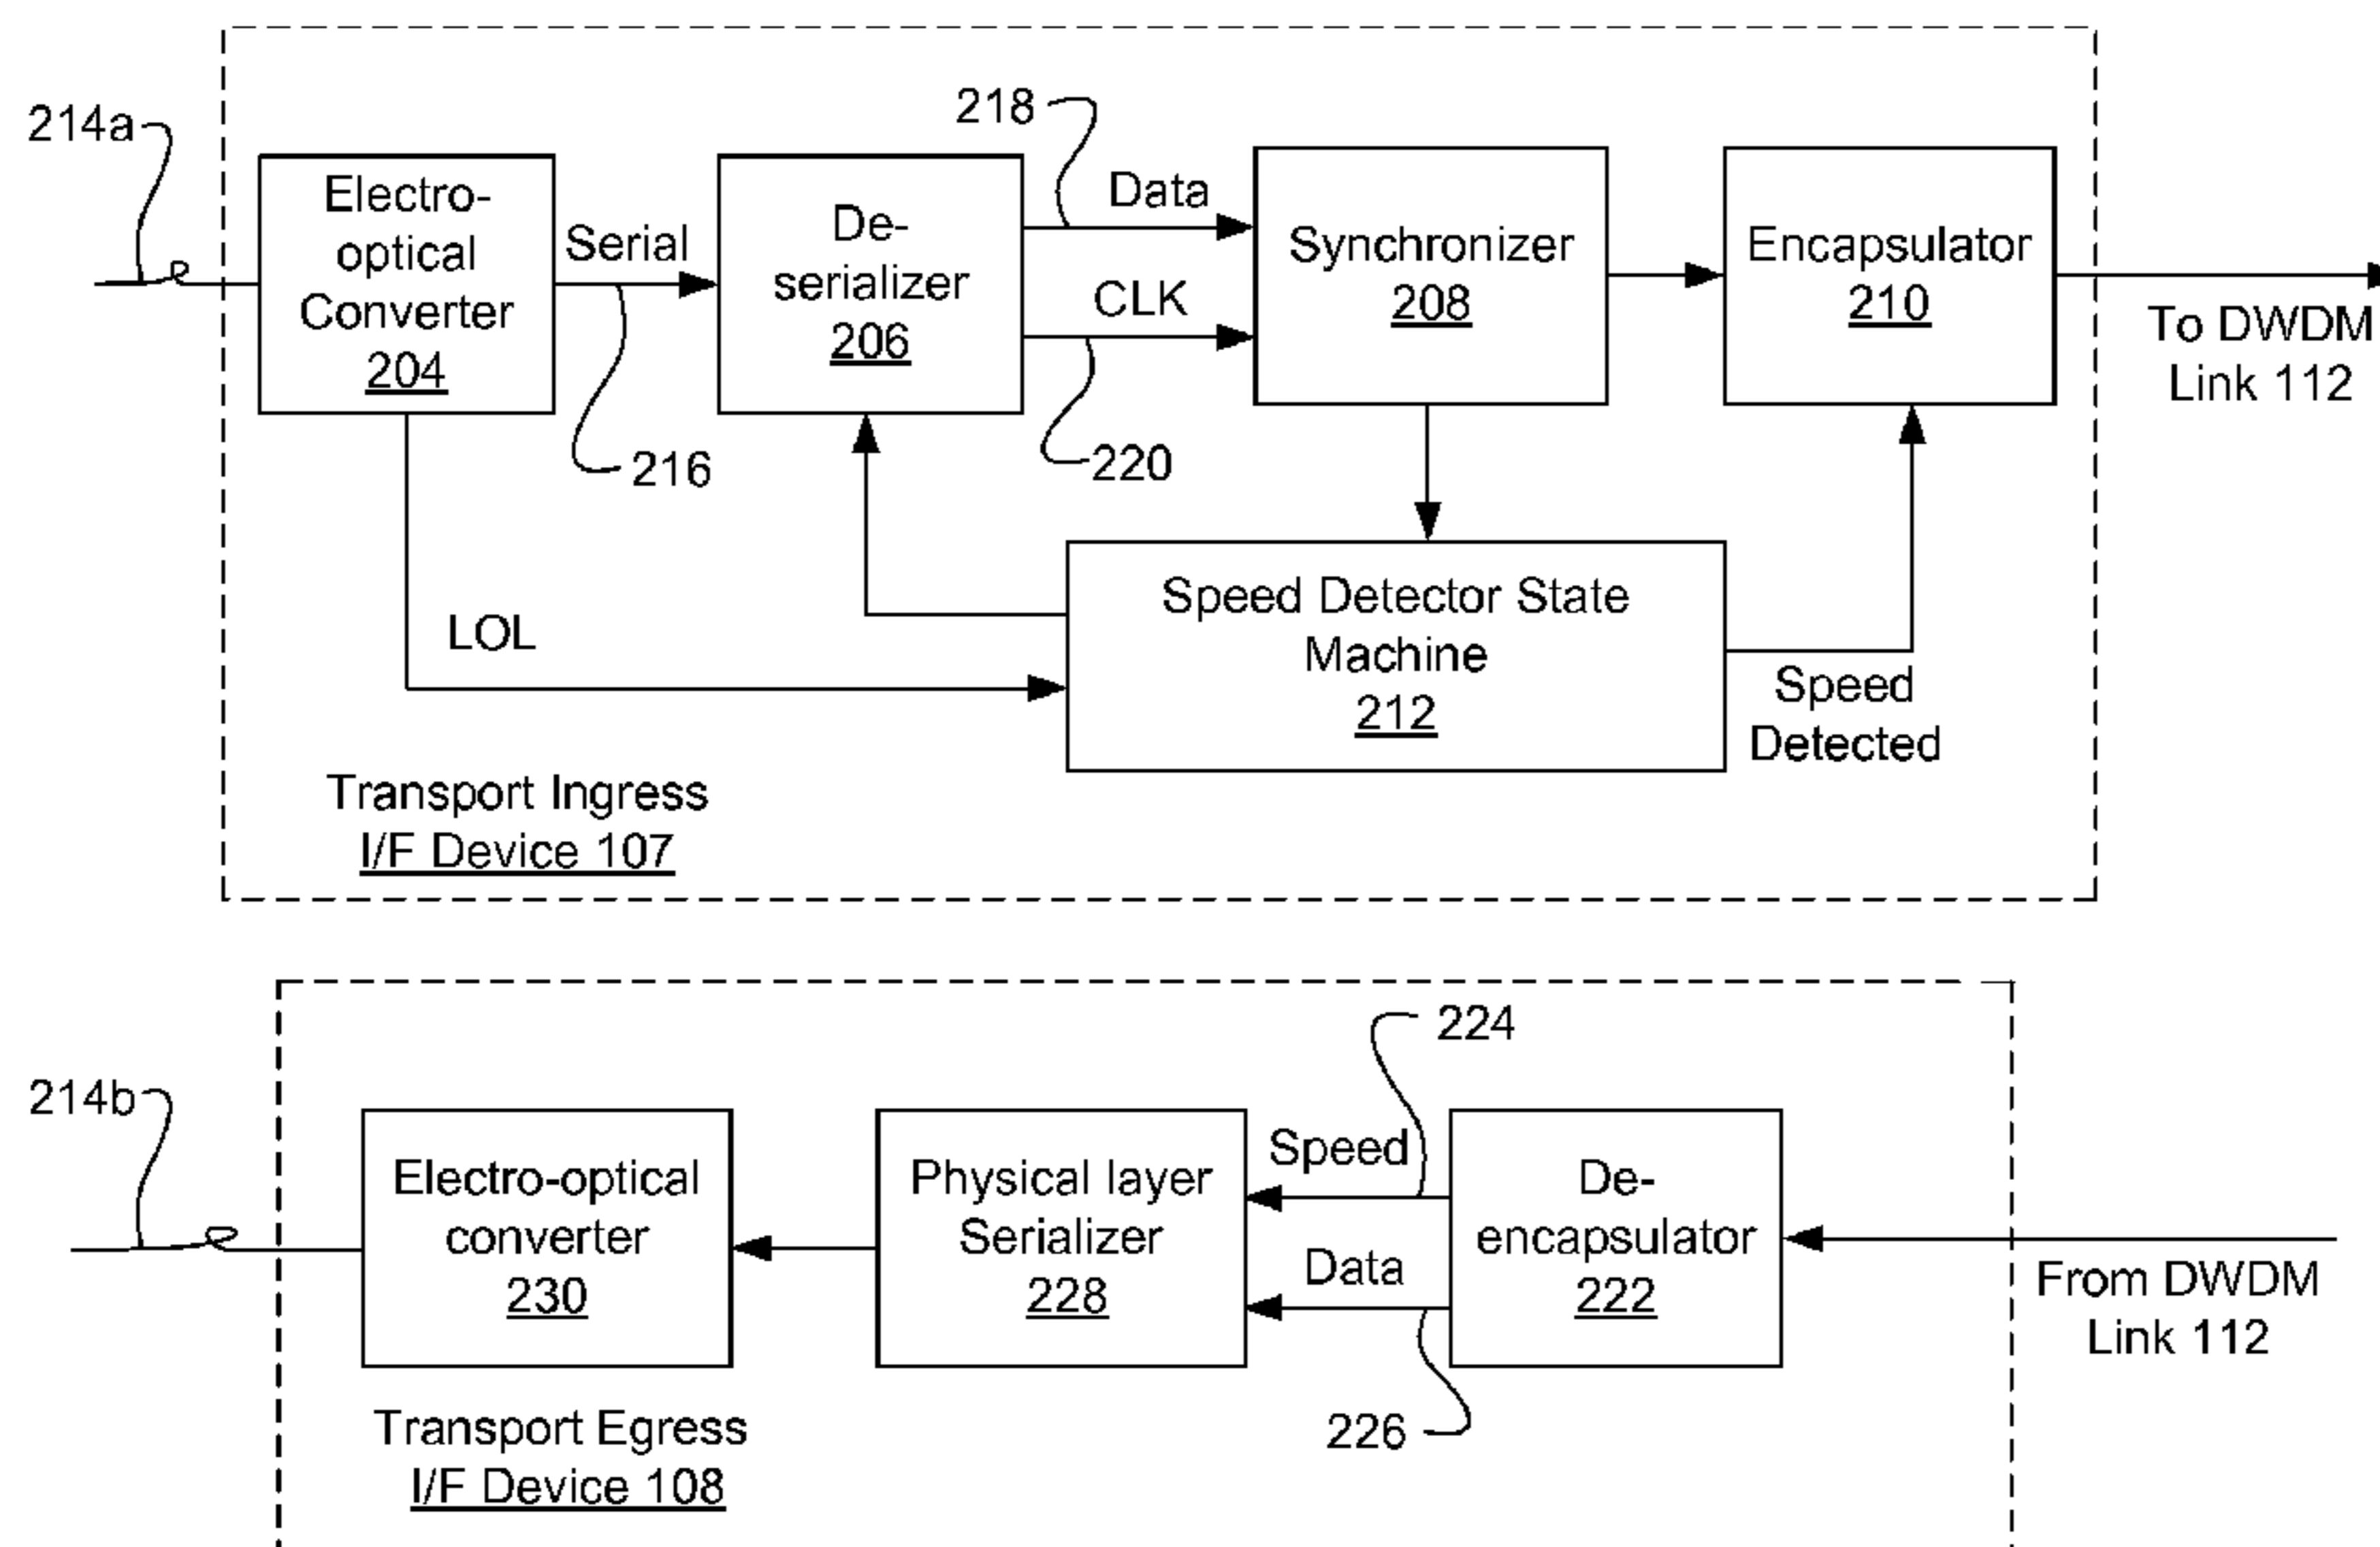 214a
Electro-
optical
Converter
204
Serial
216
De-
serializer
206
218
Data
CLK
220
Synchronizer
208
Encapsulator
210
To DWDM
Link 112
LOL
Speed Detector State
Machine
212
Speed
Detected
Transport Ingress
I/F Device 107
214b
Electro-optical
converter
230
Physical layer
Serializer
228
224
Speed
Data
226
De-
encapsulator
222
From DWDM
Link 112
Transport Egress
I/F Device 108